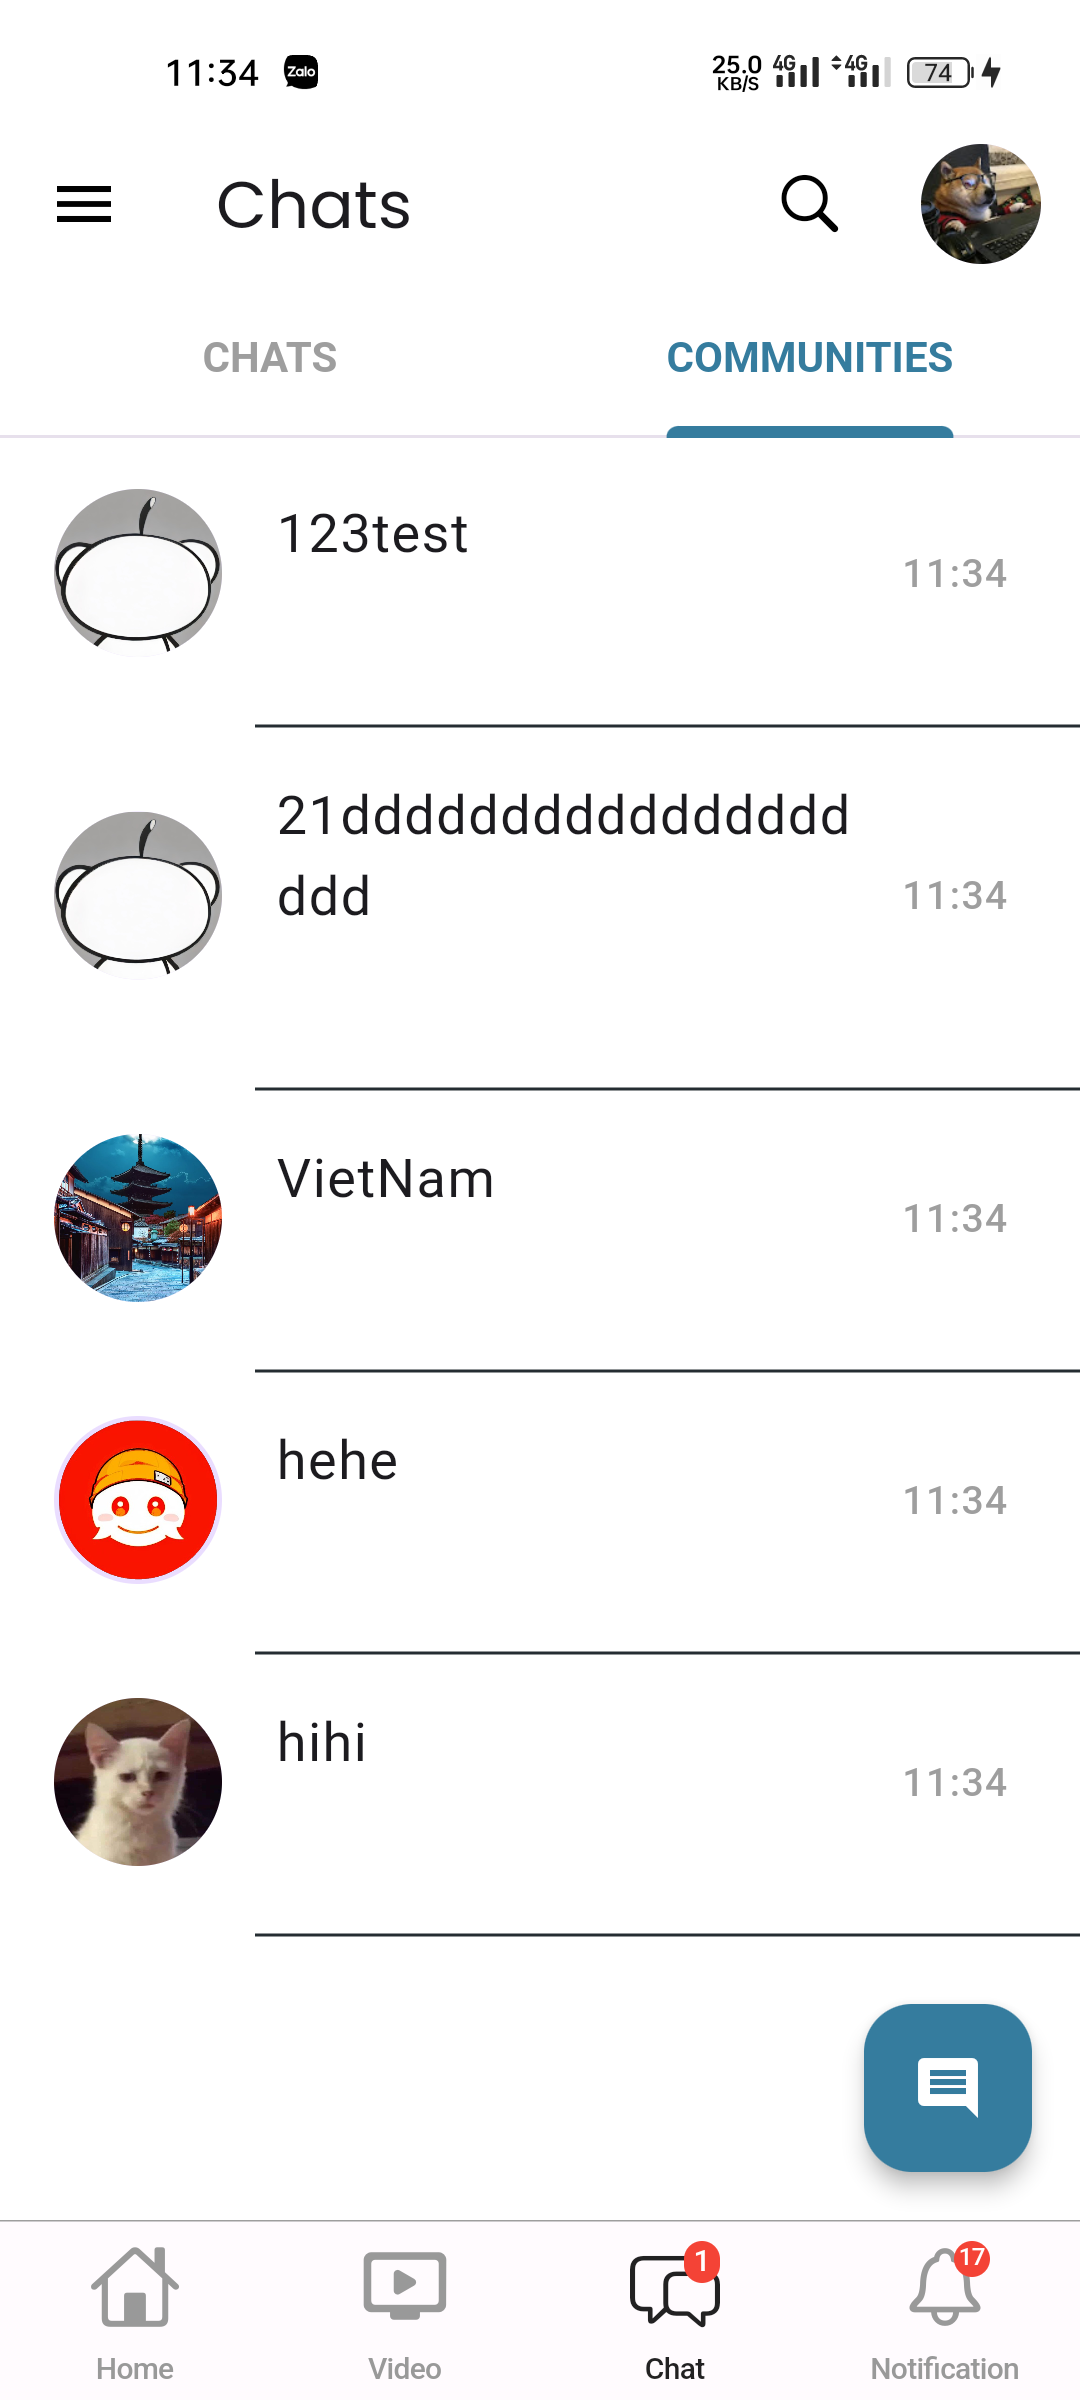 11:34 Zalo 25.0 KB/S 4G 4G 74
Chats
CHATS COMMUNITIES
123test
11:34
21dddddddddddddddd
ddd
11:34
VietNam
11:34
hehe
11:34
hihi
11:34
1 17
Home Video Chat Notification